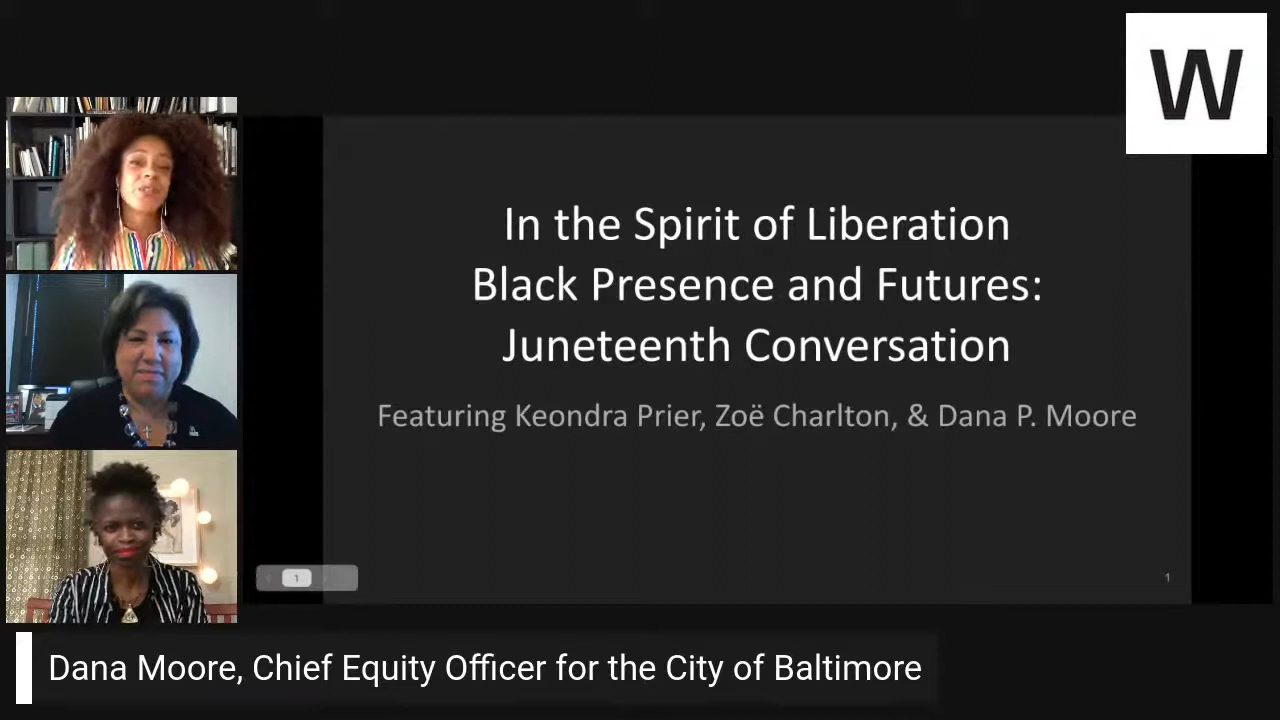 W
In the Spirit of Liberation
Black Presence and Futures:
Juneteenth Conversation
Featuring Keondra Prier, Zoë Charlton, & Dana P. Moore
1
1
Dana Moore, Chief Equity Officer for the City of Baltimore